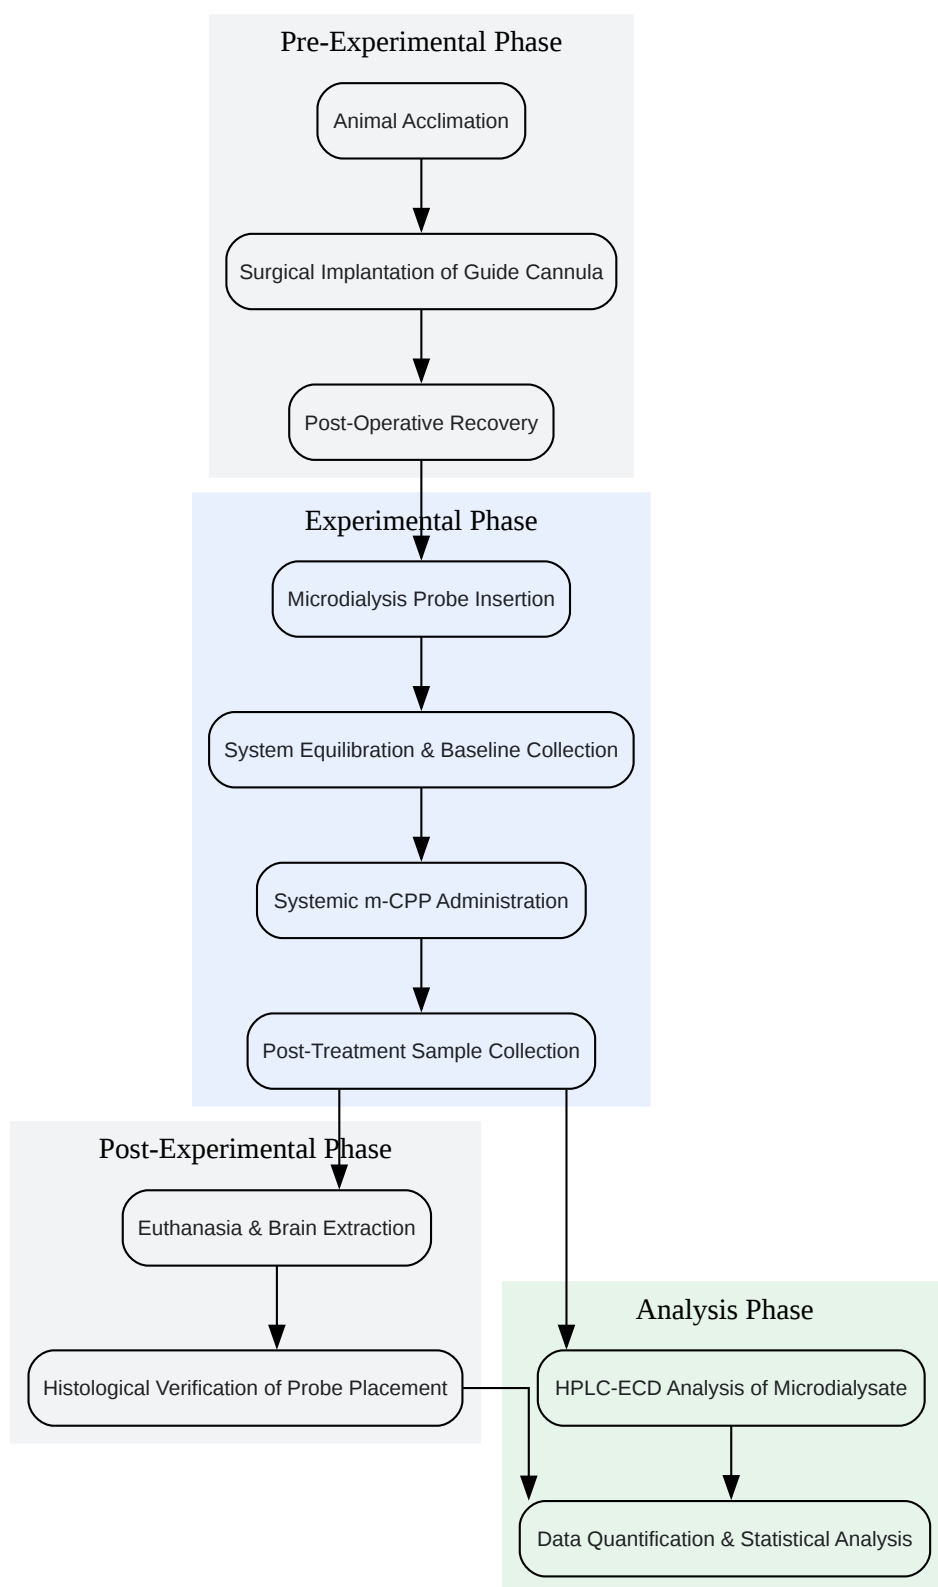 Pre-Experimental Phase
Animal Acclimation
Surgical Implantation of Guide Cannula
Post-Operative Recovery
Experimental Phase
Microdialysis Probe Insertion
System Equilibration & Baseline Collection
Systemic m-CPP Administration
Post-Treatment Sample Collection
Post-Experimental Phase
Euthanasia & Brain Extraction
Histological Verification of Probe Placement
Analysis Phase
HPLC-ECD Analysis of Microdialysate
Data Quantification & Statistical Analysis